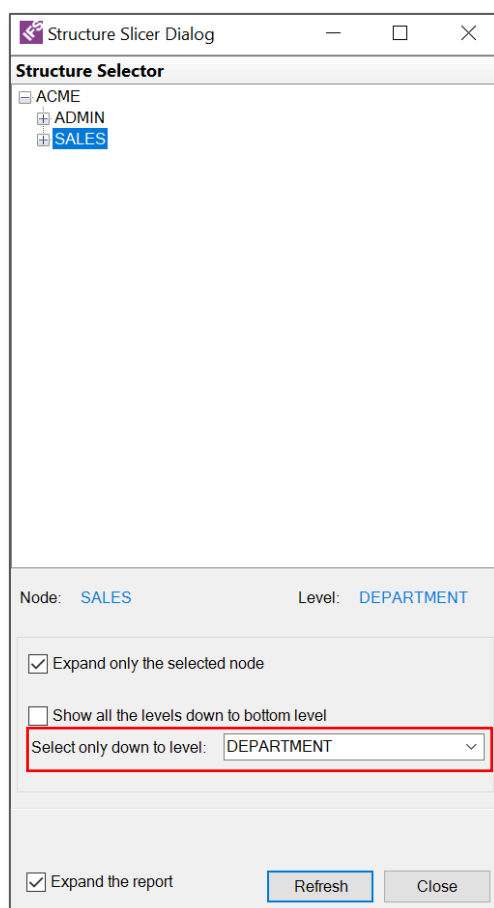 IFS Structure Slicer Dialog
Structure Selector
ACME
ADMIN
SALES
Node: SALES Level: DEPARTMENT
Expand only the selected node
Show all the levels down to bottom level
Select only down to level: DEPARTMENT
Expand the report Refresh Close